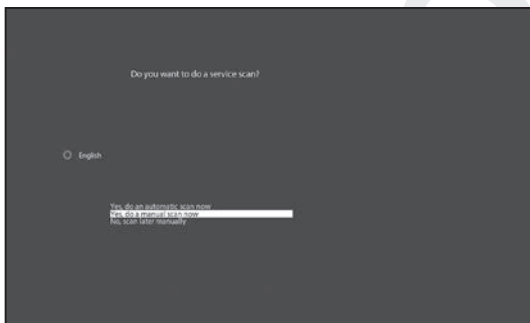 Do you want to do a service scan?
English
Yes, do an automatic scan now
Yes, do a manual scan now
No, scan later manually